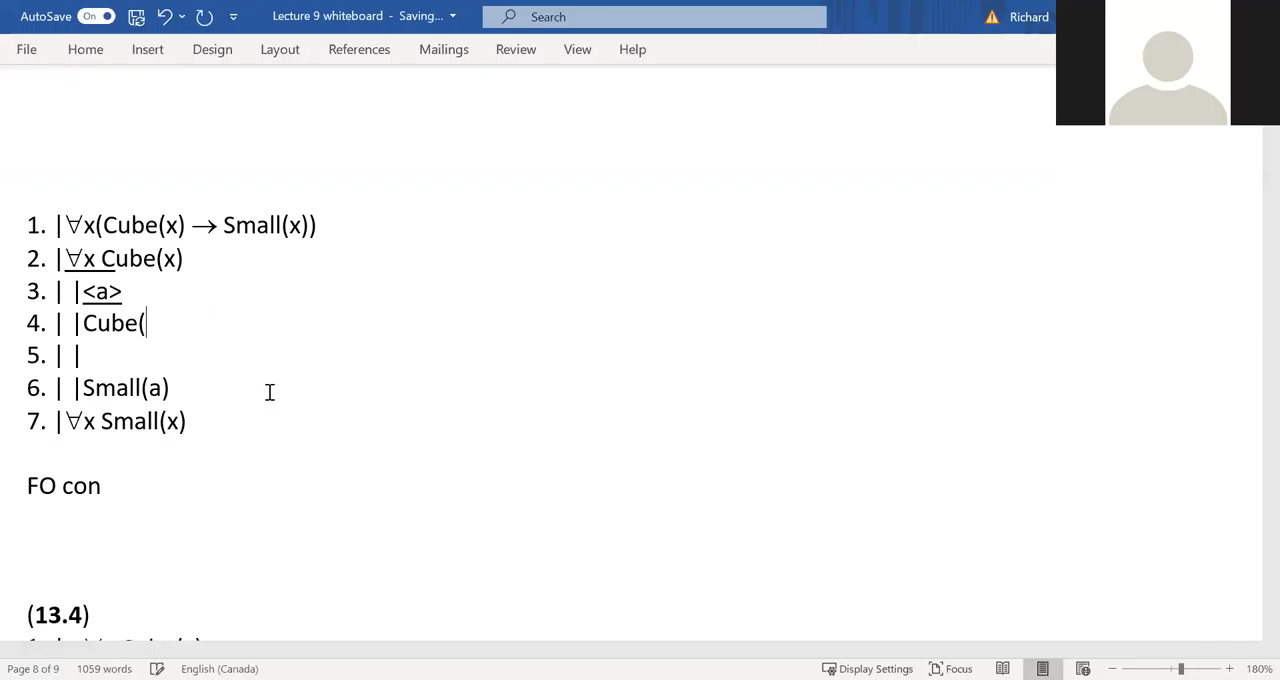 AutoSave On Lecture 9 whiteboard - Saving... Search Richard
File Home Insert Design Layout References Mailings Review View Help
1. |∀x(Cube(x) → Small(x))
2. |∀x Cube(x)
3. | |<a>
4. | |Cube(
5. | |
6. | |Small(a)
7. |∀x Small(x)
FO con
(13.4)
Page 8 of 9 1059 words English (Canada) Display Settings Focus 180%